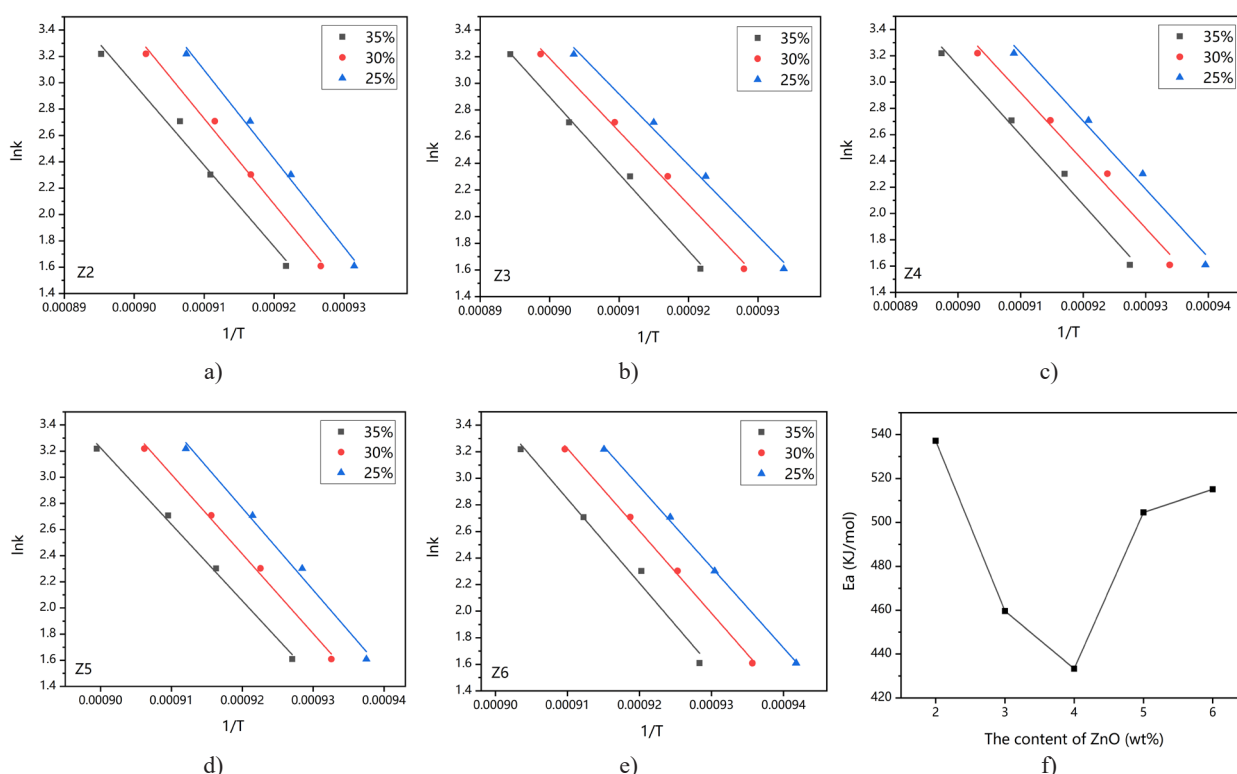 3.4
3.2
3.0
2.8
2.6
2.4
2.2
2.0
1.8
1.6
1.4
lnk
35%
30%
25%
Z2
0.00089 0.00090 0.00091 0.00092 0.00093
1/T
a)
3.4
3.2
3.0
2.8
2.6
2.4
2.2
2.0
1.8
1.6
1.4
lnk
35%
30%
25%
Z3
0.00089 0.00090 0.00091 0.00092 0.00093
1/T
b)
3.4
3.2
3.0
2.8
2.6
2.4
2.2
2.0
1.8
1.6
1.4
lnk
35%
30%
25%
Z4
0.00089 0.00090 0.00091 0.00092 0.00093 0.00094
1/T
c)
3.4
3.2
3.0
2.8
2.6
2.4
2.2
2.0
1.8
1.6
1.4
lnk
35%
30%
25%
Z5
0.00090 0.00091 0.00092 0.00093 0.00094
1/T
d)
3.4
3.2
3.0
2.8
2.6
2.4
2.2
2.0
1.8
1.6
1.4
lnk
35%
30%
25%
Z6
0.00090 0.00091 0.00092 0.00093 0.00094
1/T
e)
540
520
500
480
460
440
420
Ea (KJ/mol)
2 3 4 5 6
The content of ZnO (wt%)
f)